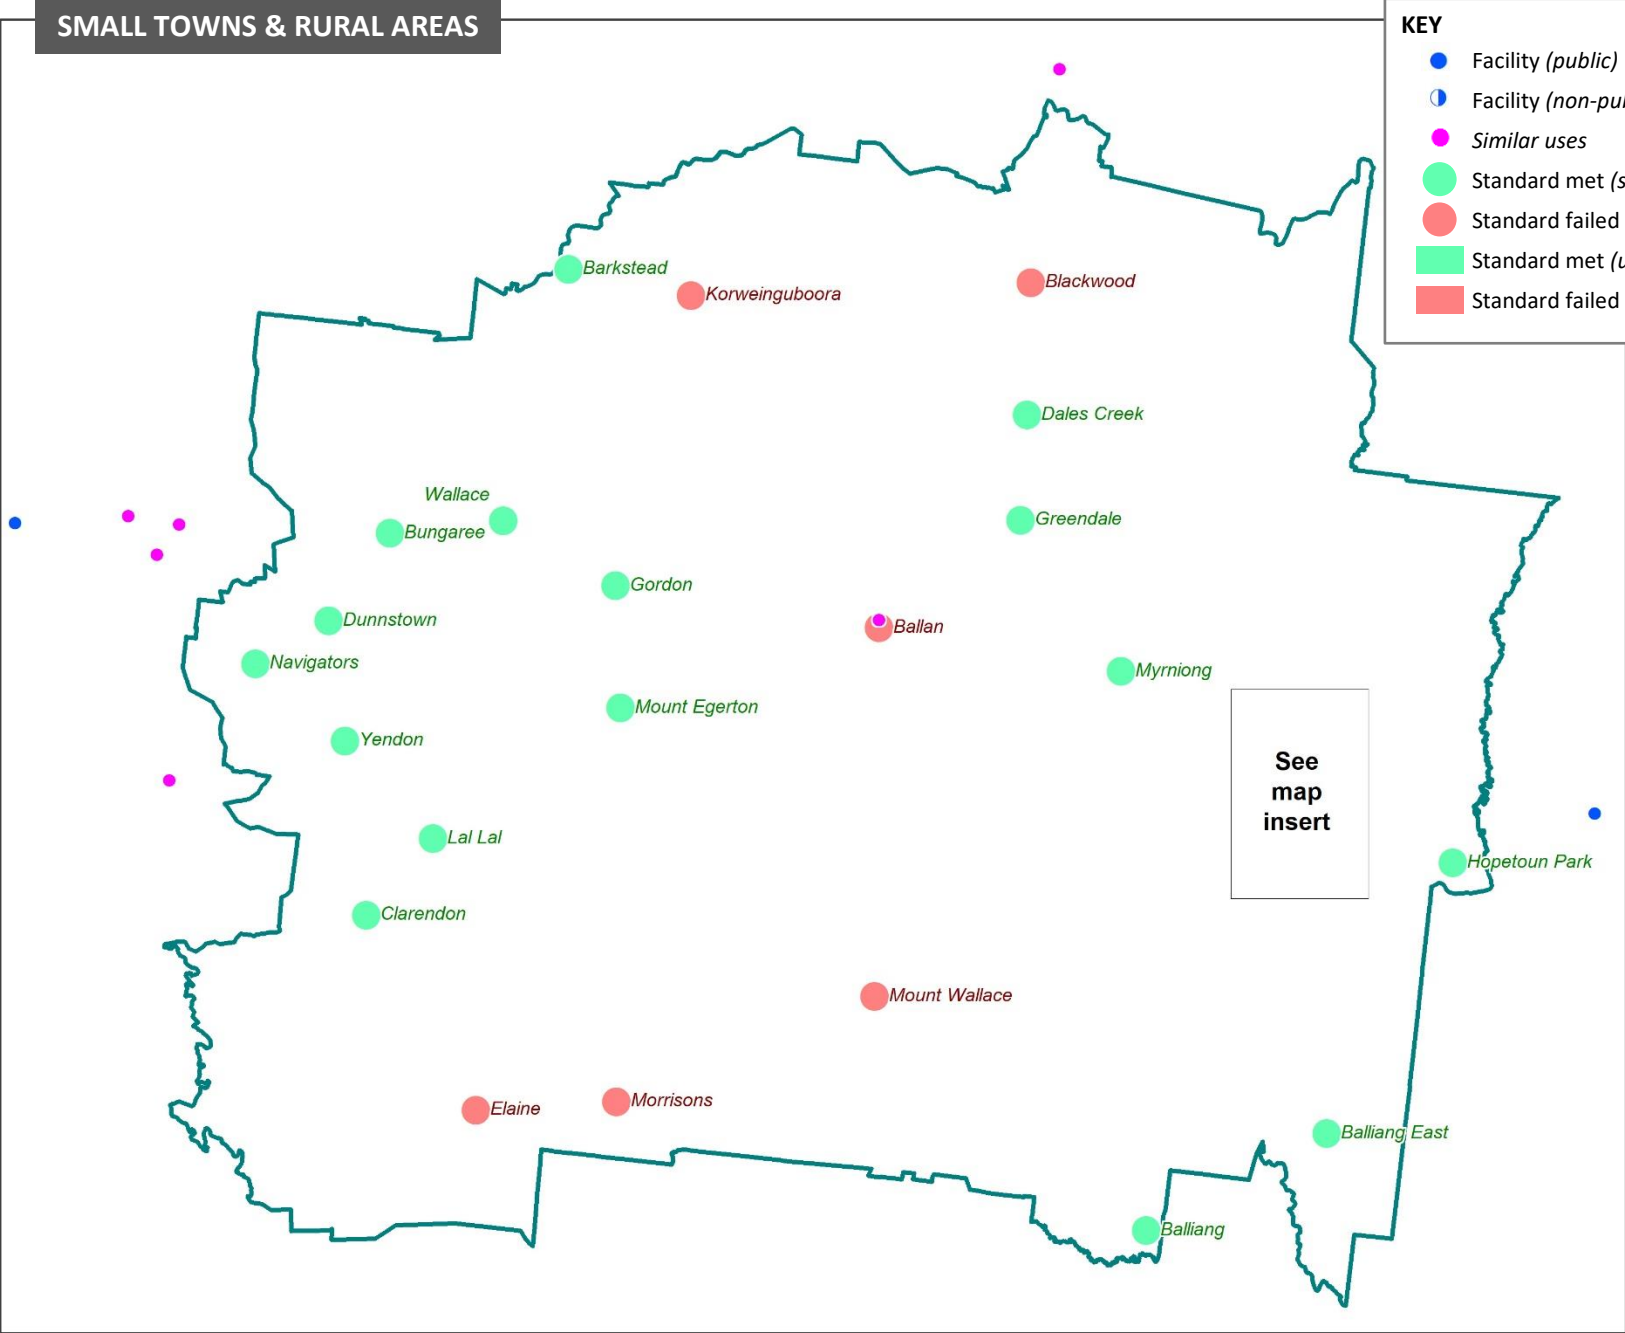 SMALL TOWNS & RURAL AREAS
KEY
Facility (public)
Facility (non-pu
Similar uses
Standard met (s
Standard failed
Standard met (u
Standard failed
Barkstead
Korweinguboora
Blackwood
Dales Creek
Wallace
Bungaree
Greendale
Gordon
Dunnstown
Ballan
Navigators
Myrniong
Mount Egerton
Yendon
See
map
insert
Lal Lal
Hopetoun Park
Clarendon
Mount Wallace
Elaine
Morrisons
Balliang East
Balliang